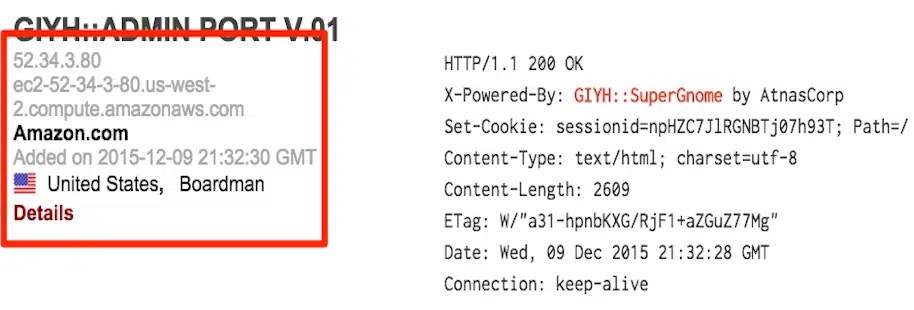 GIYH::ADMIN PORT V.01
52.34.3.80
ec2-52-34-3-80.us-west-
2.compute.amazonaws.com
Amazon.com
Added on 2015-12-09 21:32:30 GMT
United States, Boardman
Details
HTTP/1.1 200 OK
X-Powered-By: GIYH::SuperGnome by AtnasCorp
Set-Cookie: sessionid=npHZC7JlRGNBTj07h93T; Path=/
Content-Type: text/html; charset=utf-8
Content-Length: 2609
ETag: W/"a31-hpnbKXG/RjF1+aZGuZ77Mg"
Date: Wed, 09 Dec 2015 21:32:28 GMT
Connection: keep-alive